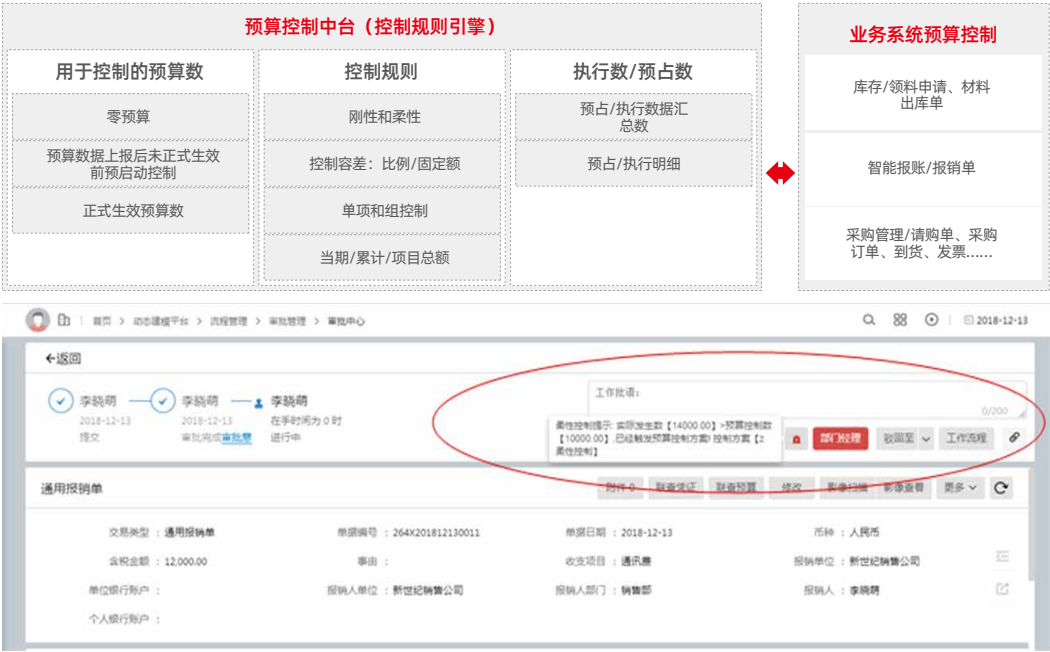 预算控制中台（控制规则引擎）
用于控制的预算数
零预算
预算数据上报后未正式生效
前预启动控制
正式生效预算数
控制规则
刚性和柔性
控制容差：比例/固定额
单项和组控制
当期/累计/项目总额
执行数/预占数
预占/执行数据汇
总数
预占/执行明细
业务系统预算控制
库存/领料申请、材料
出库单
智能报账/报销单
采购管理/请购单、采购
订单、到货、发票......
首页 > 动态建模平台 > 流程管理 > 审批管理 > 审批中心
2018-12-13
←返回
李晓萌
2018-12-13
提交
李晓萌
2018-12-13
审批完成
李晓萌
在手时间为 0 时
进行中
工作批语：
0/200
柔性控制提示: 实际发生数【14000.00】>预算控制数
【10000.00】.已经触发预算控制方案! 控制方案【2
柔性控制】
部门经理
驳回至
工作流程
通用报销单
附件 0
联查凭证
联查预算
修改
影像扫描
影像查看
更多
交易类型 ： 通用报销单
单据编号 ： 264X201812130011
单据日期 ： 2018-12-13
币种 ： 人民币
含税金额 ： 12,000.00
事由 ：
收支项目 ： 通讯费
报销单位 ： 新世纪销售公司
单位银行账户 ：
报销人单位 ： 新世纪销售公司
报销人部门 ： 销售部
报销人 ： 李晓萌
个人银行账户 ：